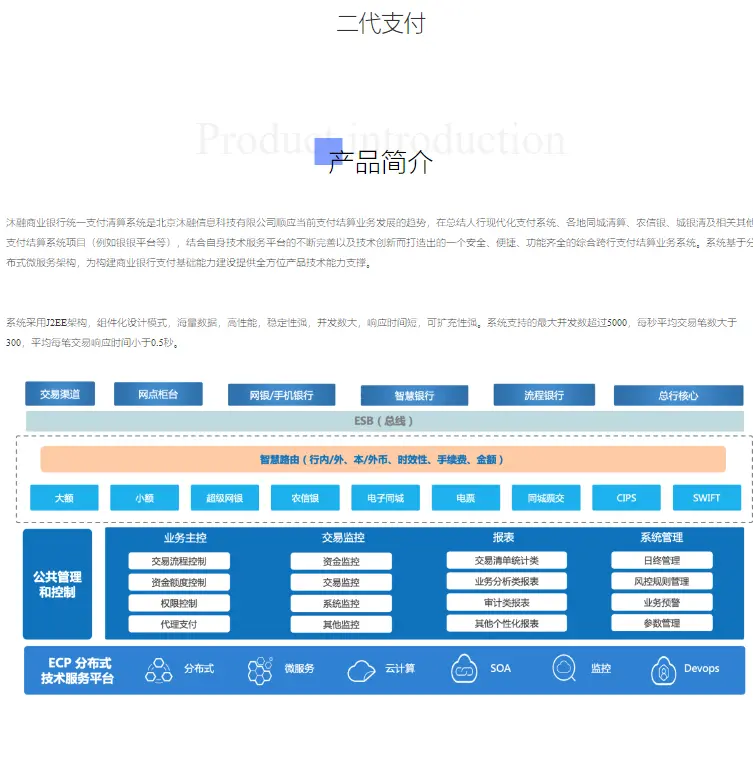 二代支付
Product introduction
产品简介
沐融商业银行统一支付清算系统是北京沐融信息科技有限公司顺应当前支付结算业务发展的趋势，在总结人行现代化支付系统、各地同城清算、农信银、城银清及相关其他
支付结算系统项目（例如银银平台等），结合自身技术服务平台的不断完善以及技术创新而打造出的一个安全、便捷、功能齐全的综合跨行支付结算业务系统。系统基于分
布式微服务架构，为构建商业银行支付基础能力建设提供全方位产品技术能力支撑。
系统采用J2EE架构，组件化设计模式，海量数据，高性能，稳定性强，开发数大，响应时间短，可扩充性强。系统支持的最大开发数超过5000，每秒平均交易笔数大于
300，平均每笔交易响应时间小于0.5秒。
交易渠道 网点柜台 网银/手机银行 智慧银行 流程银行 总行核心
ESB（总线）
智慧路由（行内/外、本/外币、时效性、手续费、金额）
大额 小额 超级网银 农信银 电子同城 电票 同城票交 CIPS SWIFT
公共管理
和控制
业务主控 交易监控 报表 系统管理
交易流程控制 资金监控 交易清单统计类 日终管理
资金额度控制 交易监控 业务分析类报表 风控规则管理
权限控制 系统监控 审计类报表 业务预警
代理支付 其他监控 其他个性化报表 参数管理
ECP 分布式
技术服务平台
分布式 微服务 云计算 SOA 监控 Devops